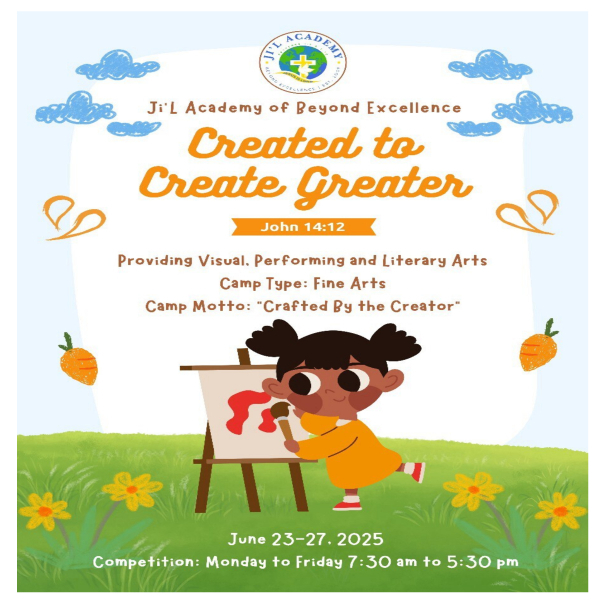 JI'L ACADEMY
Ji'L Academy of Beyond Excellence
Created to
Create Greater
John 14:12
Providing Visual, Performing and Literary Arts
Camp Type: Fine Arts
Camp Motto: "Crafted By the Creator"
June 23-27, 2025
Competition: Monday to Friday 7:30 am to 5:30 pm